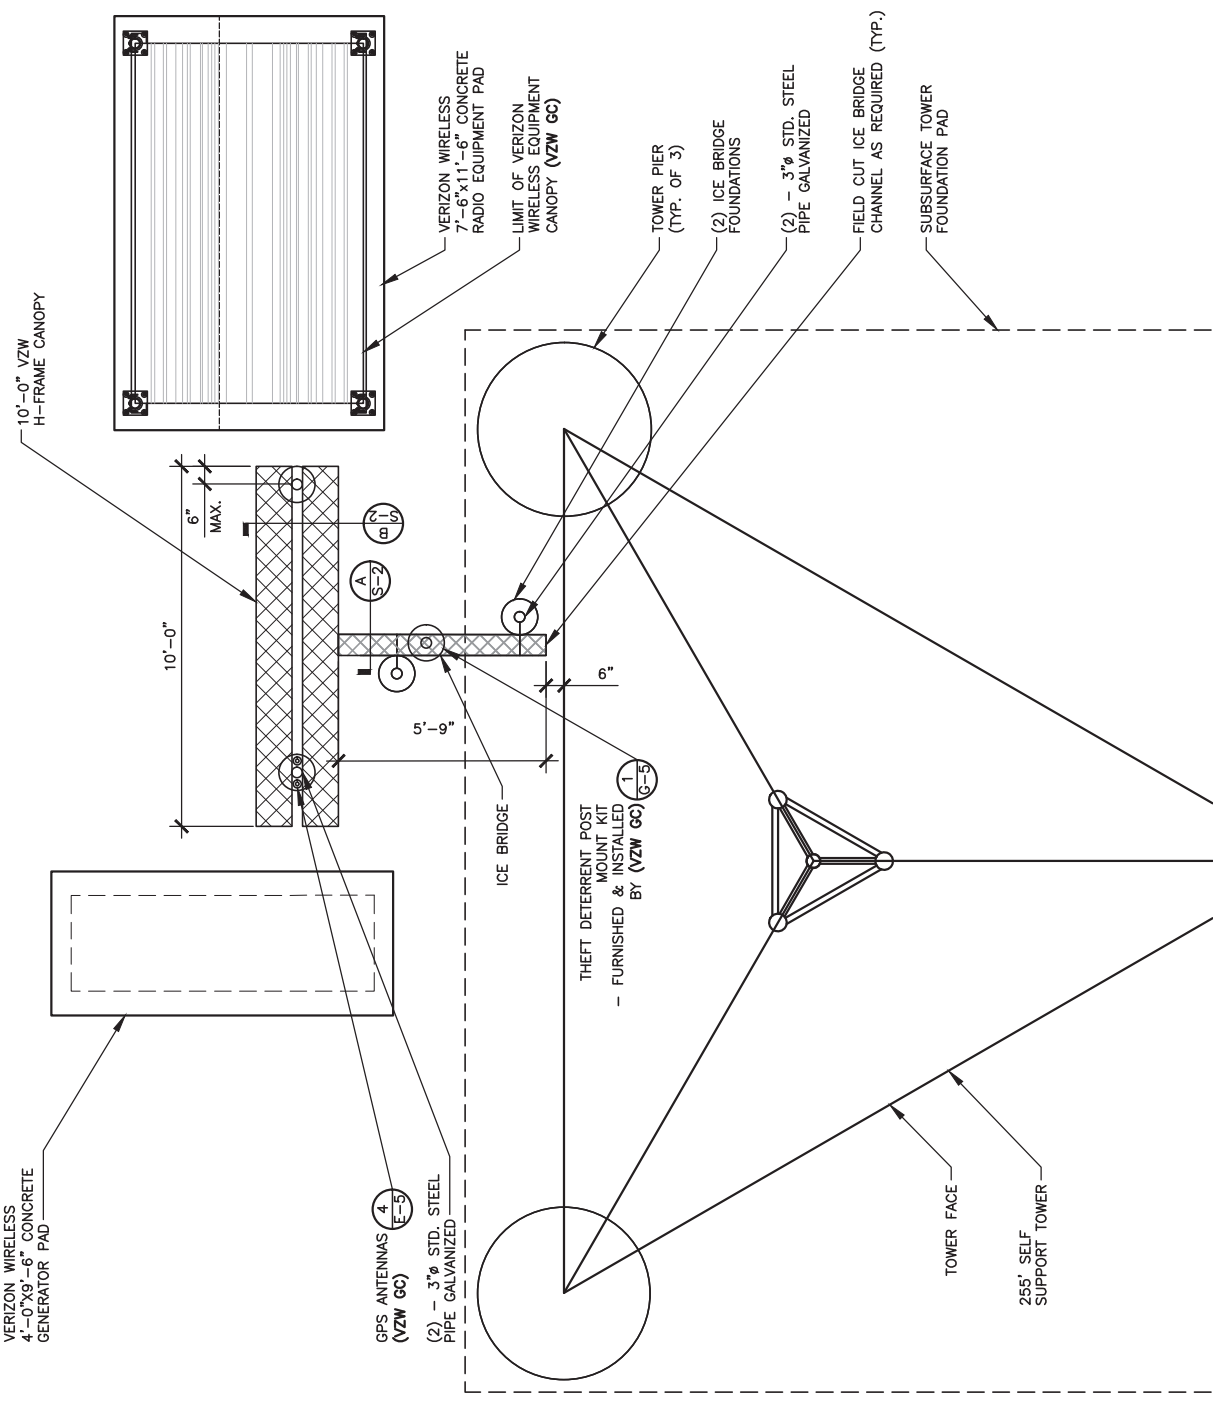 VERIZON WIRELESS
4'-0"X9'-6" CONCRETE
GENERATOR PAD
10'-0" VZW
H-FRAME CANOPY
VERIZON WIRELESS
7'-6"x11'-6" CONCRETE
RADIO EQUIPMENT PAD
LIMIT OF VERIZON
WIRELESS EQUIPMENT
CANOPY (VZW GC)
10'-0"
6"
MAX.
B
S-2
A
S-2
5'-9"
6"
GPS ANTENNAS
(VZW GC)
4
E-5
(2) - 3"ø STD. STEEL
PIPE GALVANIZED
ICE BRIDGE
THEFT DETERRENT POST
MOUNT KIT
- FURNISHED & INSTALLED
BY (VZW GC)
1
G-5
TOWER PIER
(TYP. OF 3)
(2) ICE BRIDGE
FOUNDATIONS
(2) - 3"ø STD. STEEL
PIPE GALVANIZED
FIELD CUT ICE BRIDGE
CHANNEL AS REQUIRED (TYP.)
SUBSURFACE TOWER
FOUNDATION PAD
TOWER FACE
255' SELF
SUPPORT TOWER